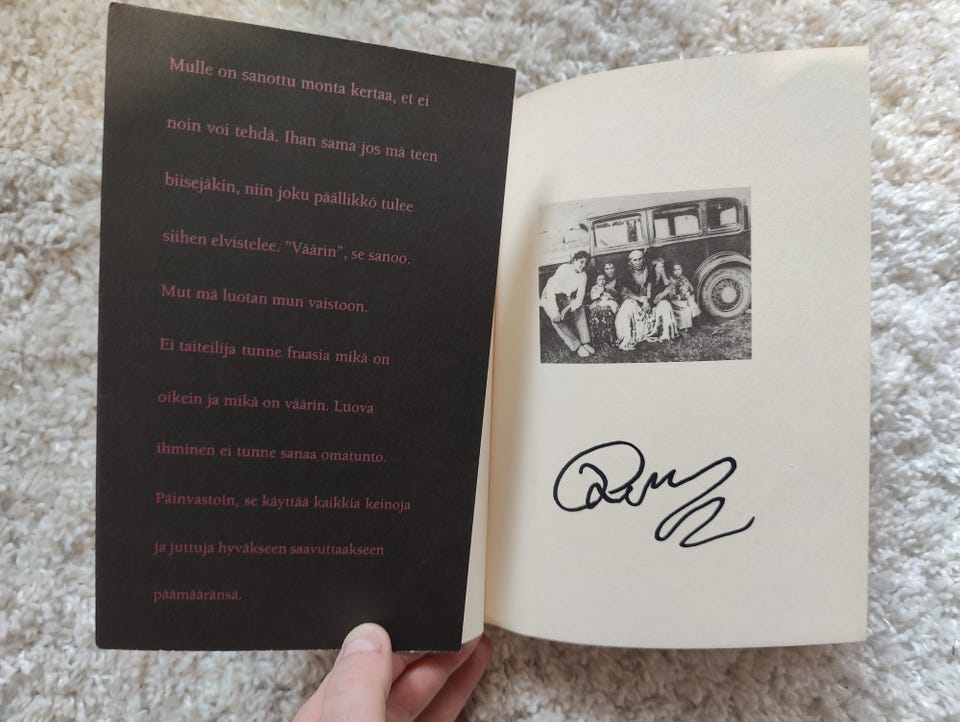 Mulle on sanottu monta kertaa, et ei
noin voi tehdä. Ihan sama jos mä teen
biisejäkin, niin joku päällikkö tulee
siihen elvistelee. ”Väärin”, se sanoo.
Mut mä luotan mun vaistoon.
Ei taiteilija tunne fraasia mikä on
oikein ja mikä on väärin. Luova
ihminen ei tunne sanaa omatunto.
Päinvastoin, se käyttää kaikkia keinoja
ja juttuja hyväkseen saavuttaakseen
päämääränsä.